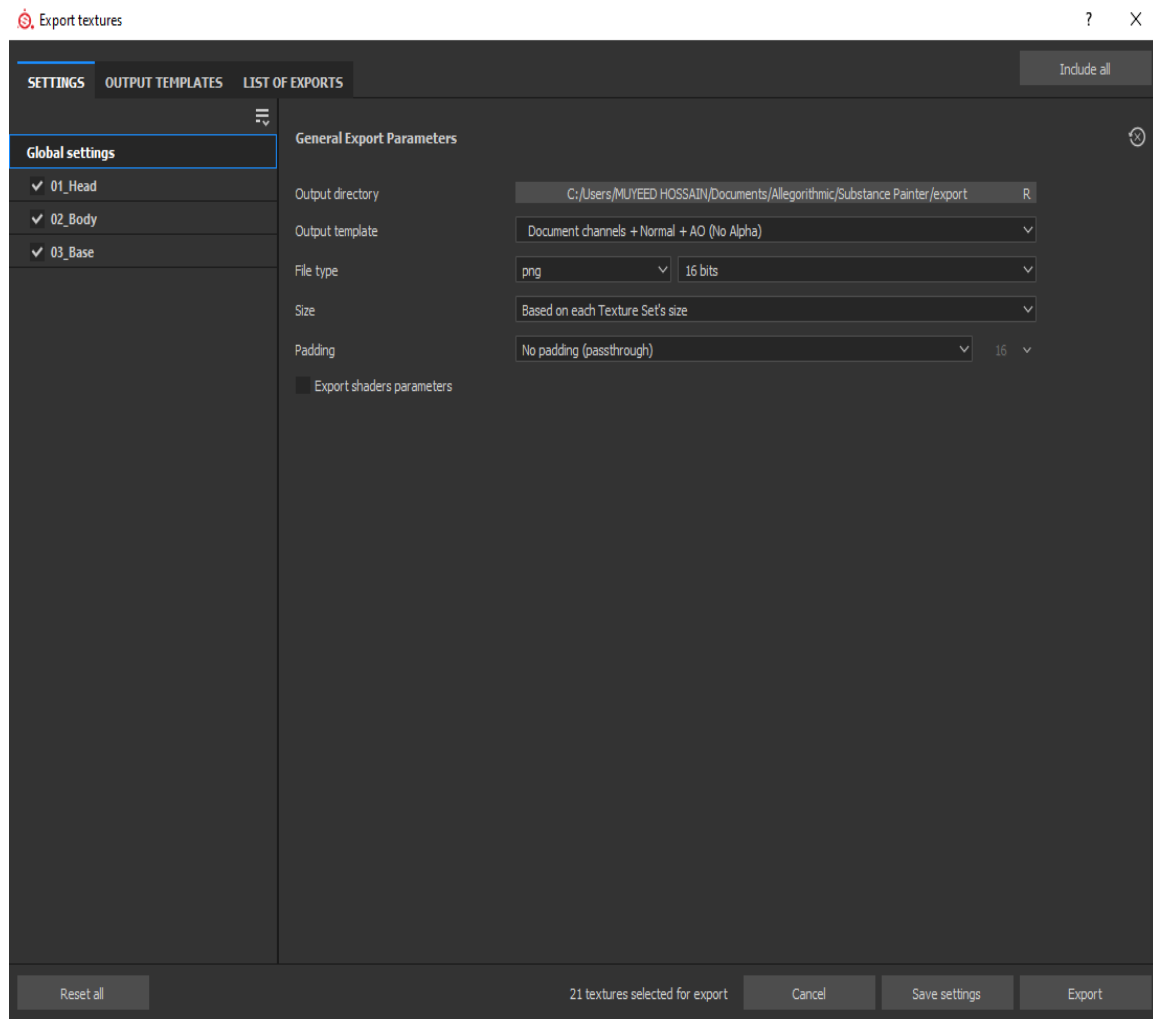 Export textures
?
X
Include all
SETTINGS OUTPUT TEMPLATES LIST OF EXPORTS
Global settings
01_Head
02_Body
03_Base
General Export Parameters
Output directory C:/Users/MUYEED HOSSAIN/Documents/Allegorithmic/Substance Painter/export R
Output template Document channels + Normal + AO (No Alpha)
File type png 16 bits
Size Based on each Texture Set's size
Padding No padding (passthrough) 16
Export shaders parameters
Reset all 21 textures selected for export Cancel Save settings Export